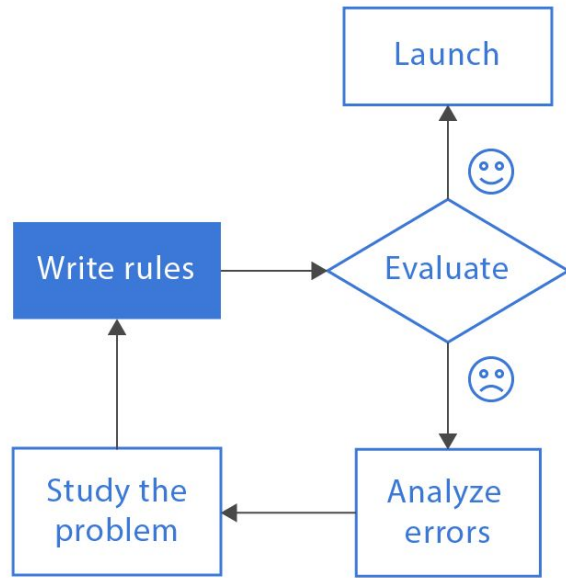 Launch
Write rules
Evaluate
Study the
problem
Analyze
errors